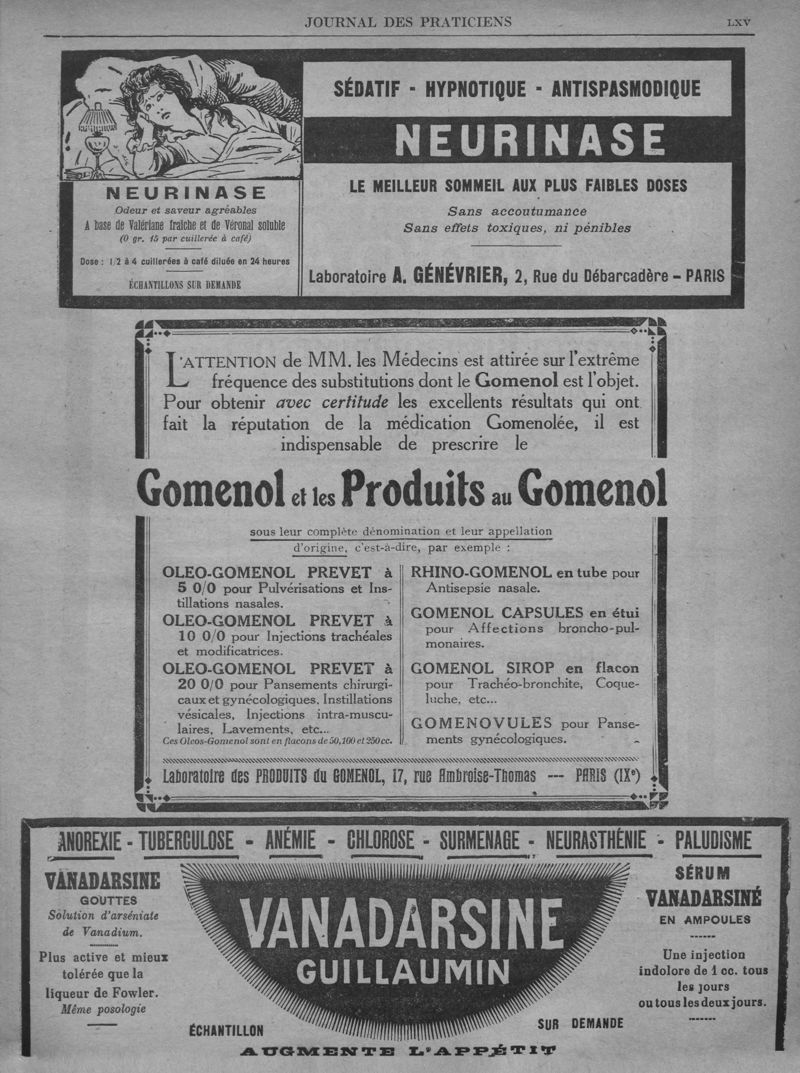 JOURNAL DES PRATICIENS
LXV
NEURINASE
Odeur et saveur agréables
A base de Valériane fraîche et de Véronal soluble
(0 gr. 15 par cuillerée à café)
Dose : 1/2 à 4 cuillerées à café diluée en 24 heures
ÉCHANTILLONS SUR DEMANDE
SÉDATIF - HYPNOTIQUE - ANTISPASMODIQUE
NEURINASE
LE MEILLEUR SOMMEIL AUX PLUS FAIBLES DOSES
Sans accoutumance
Sans effets toxiques, ni pénibles
Laboratoire A. GÉNÉVRIER, 2, Rue du Débarcadère – PARIS
L'ATTENTION de MM. les Médecins est attirée sur l'extrême
fréquence des substitutions dont le Gomenol est l'objet.
Pour obtenir avec certitude les excellents résultats qui ont
fait la réputation de la médication Gomenolée, il est
indispensable de prescrire le
Gomenol et les Produits au Gomenol
sous leur complète dénomination et leur appellation
d'origine, c'est-à-dire, par exemple :
OLEO-GOMENOL PREVET à
5 0/0 pour Pulvérisations et Ins-
tillations nasales.
OLEO-GOMENOL PREVET à
10 0/0 pour Injections trachéales
et modificatrices.
OLEO-GOMENOL PREVET à
20 0/0 pour Pansements chirurgi-
caux et gynécologiques, Instillations
vésicales, Injections intra-muscu-
laires, Lavements, etc...
Ces Oleos-Gomenol sont en flacons de 50, 100 et 250 cc.
RHINO-GOMENOL en tube pour
Antisepsie nasale.
GOMENOL CAPSULES en étui
pour Affections broncho-pul-
monaires.
GOMENOL SIROP en flacon
pour Trachéo-bronchite, Coque-
luche, etc...
GOMENOVULES pour Panse-
ments gynécologiques.
Laboratoire des PRODUITS du GOMENOL, 17, rue Ambroise-Thomas --- PARIS (IXe)
ANOREXIE - TUBERCULOSE - ANÉMIE - CHLOROSE - SURMENAGE - NEURASTHÉNIE - PALUDISME
VANADARSINE
GOUTTES
Solution d'arséniate
de Vanadium.
Plus active et mieux
tolérée que la
liqueur de Fowler.
Même posologie
VANADARSINE
GUILLAUMIN
SÉRUM
VANADARSINÉ
EN AMPOULES
Une injection
indolore de 1 cc. tous
les jours
ou tous les deux jours.
ÉCHANTILLON
SUR DEMANDE
AUGMENTE L'APPÉTIT